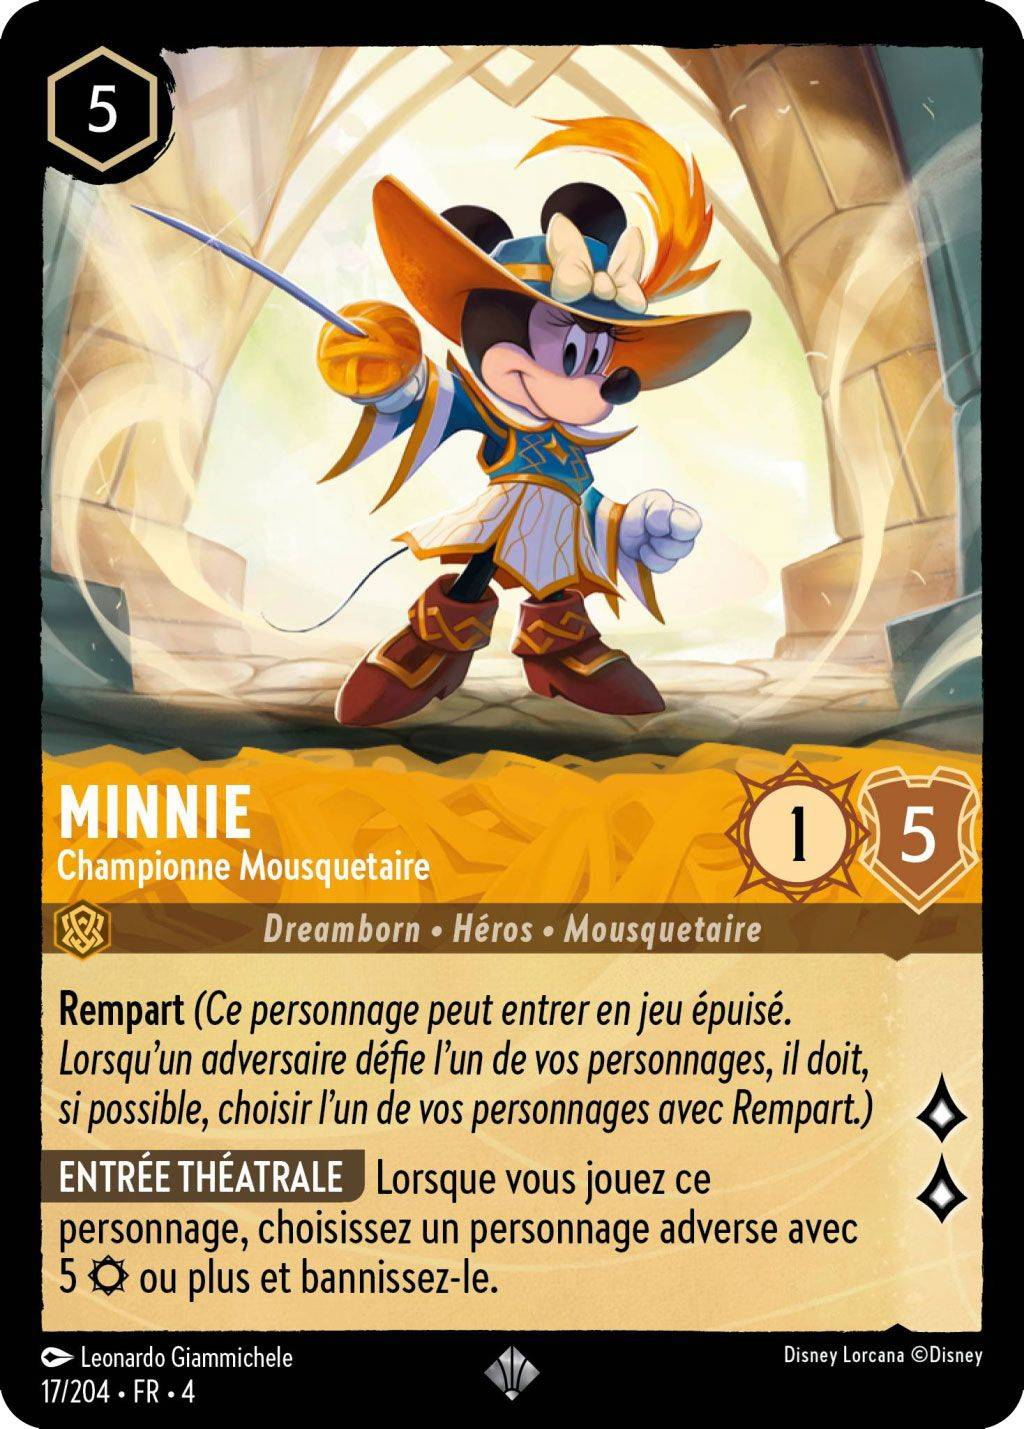 5
MINNIE
Championne Mousquetaire
1
5
Dreamborn • Héros • Mousquetaire
Rempart (Ce personnage peut entrer en jeu épuisé.
Lorsqu'un adversaire défie l'un de vos personnages, il doit,
si possible, choisir l'un de vos personnages avec Rempart.)
ENTRÉE THÉATRALE Lorsque vous jouez ce
personnage, choisissez un personnage adverse avec
5 ou plus et bannissez-le.
Leonardo Giammichele
Disney Lorcana ©Disney
17/204 • FR • 4